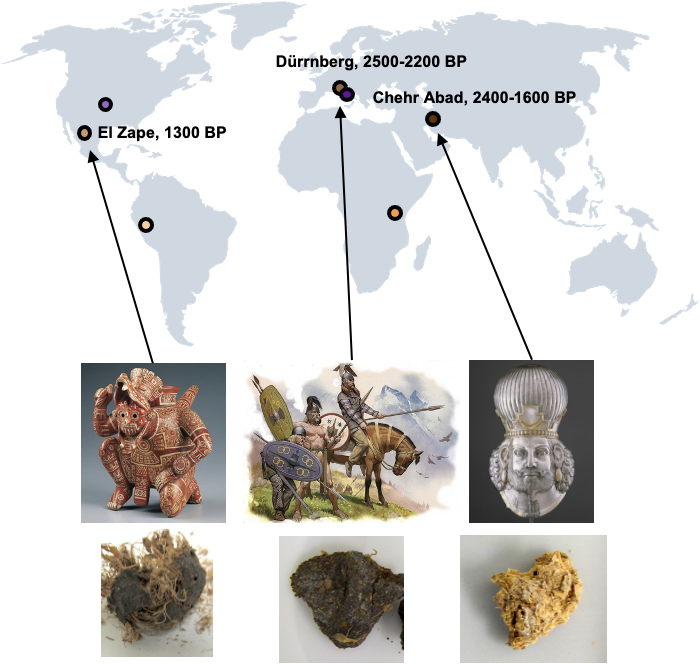 Dürrnberg, 2500-2200 BP
Chehr Abad, 2400-1600 BP
El Zape, 1300 BP